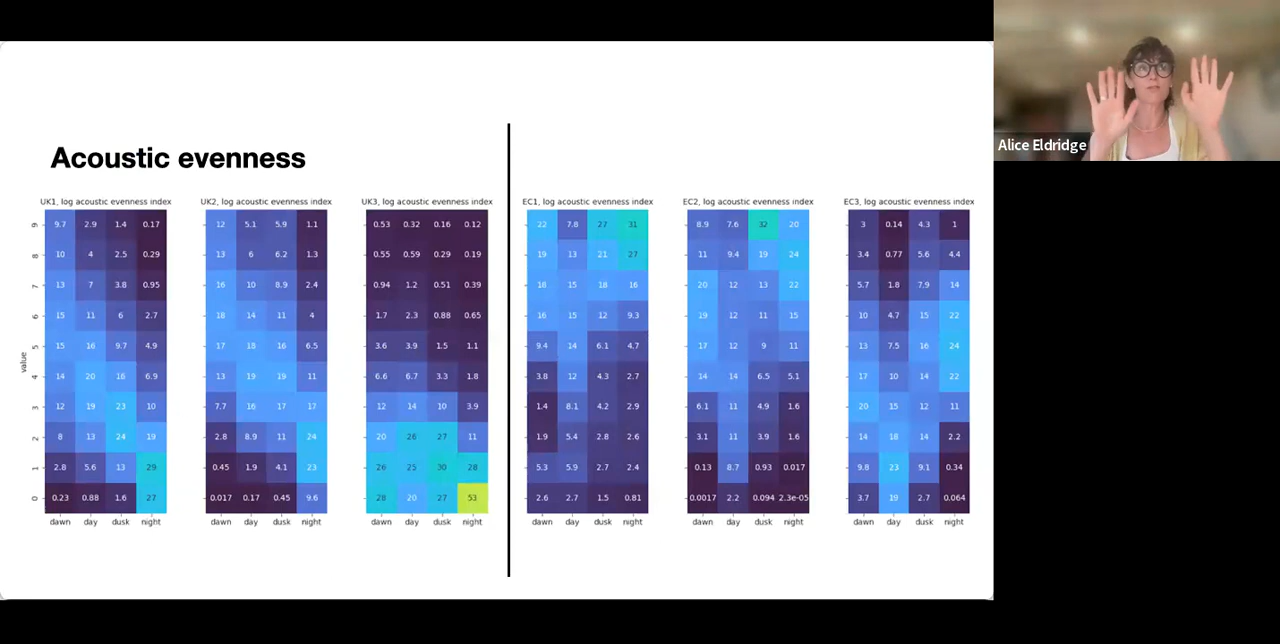 Alice Eldridge
Acoustic evenness
UK1, log acoustic evenness index
UK2, log acoustic evenness index
UK3, log acoustic evenness index
EC1, log acoustic evenness index
EC2, log acoustic evenness index
EC3, log acoustic evenness index
9 9.7 2.9 1.4 0.17 12 5.1 5.9 1.1 0.53 0.32 0.16 0.12 22 7.8 27 31 8.9 7.6 32 20 3 0.14 4.3 1
8 10 4 2.5 0.29 13 6 6.2 1.3 0.55 0.59 0.29 0.19 19 13 21 27 11 9.4 19 24 3.4 0.77 5.6 4.4
7 13 7 3.8 0.95 16 10 8.9 2.4 0.94 1.2 0.51 0.39 18 15 18 16 20 12 13 22 5.7 1.8 7.9 14
6 15 11 6 2.7 18 14 11 4 1.7 2.3 0.88 0.65 16 15 12 9.3 19 12 11 15 10 4.7 15 22
5 15 16 9.7 4.9 17 18 16 6.5 3.6 3.9 1.5 1.1 9.4 14 6.1 4.7 17 12 9 11 13 7.5 16 24
value
4 14 20 16 6.9 13 19 19 11 6.6 6.7 3.3 1.8 3.8 12 4.3 2.7 14 14 6.5 5.1 17 10 14 22
3 12 19 23 10 7.7 16 17 17 12 14 10 3.9 1.4 8.1 4.2 2.9 6.1 11 4.9 1.6 20 15 12 11
2 8 13 24 19 2.8 8.9 11 24 20 26 27 11 1.9 5.4 2.8 2.6 3.1 11 3.9 1.6 14 18 14 2.2
1 2.8 5.6 13 29 0.45 1.9 4.1 23 26 25 30 28 5.3 5.9 2.7 2.4 0.13 8.7 0.93 0.017 9.8 23 9.1 0.34
0 0.23 0.88 1.6 27 0.017 0.17 0.45 9.6 28 20 27 53 2.6 2.7 1.5 0.81 0.0017 2.2 0.094 2.3e-05 3.7 19 2.7 0.064
dawn day dusk night dawn day dusk night dawn day dusk night dawn day dusk night dawn day dusk night dawn day dusk night